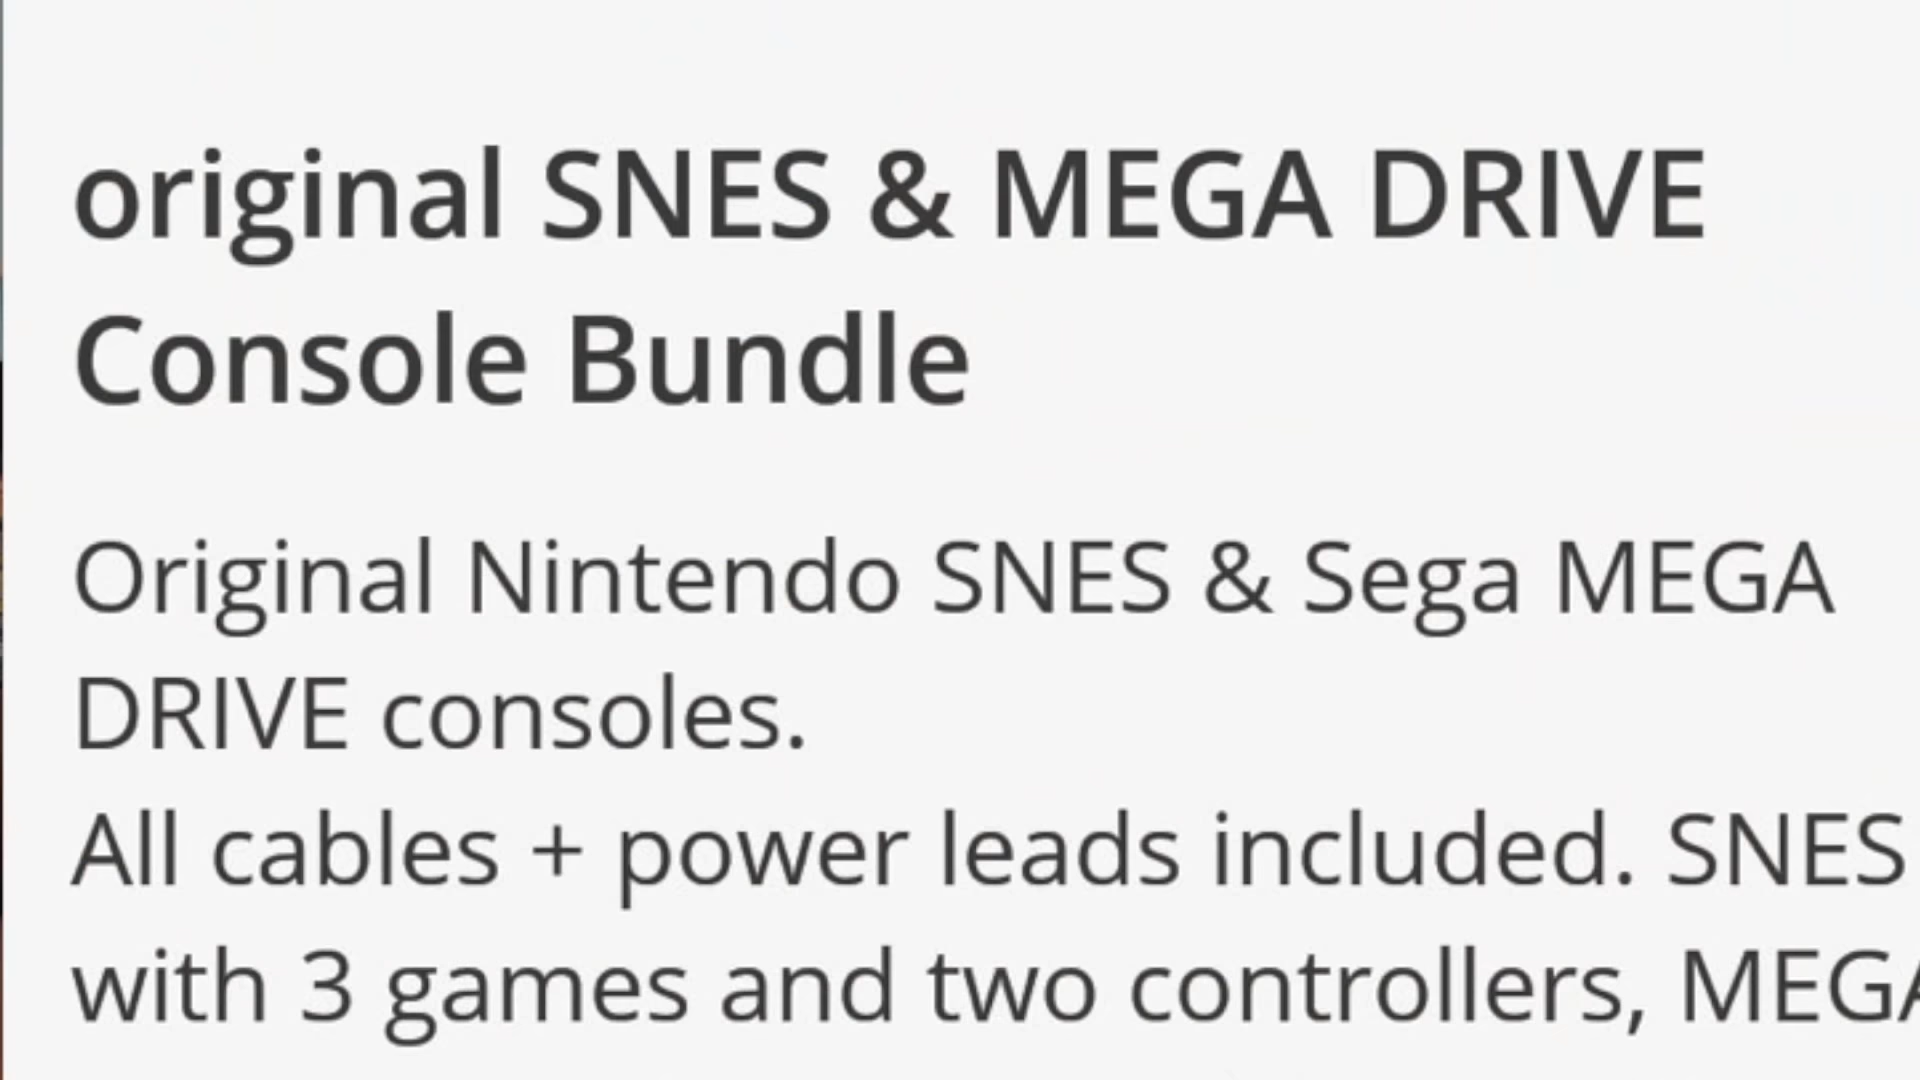 original SNES & MEGA DRIVE
Console Bundle
Original Nintendo SNES & Sega MEGA
DRIVE consoles.
All cables + power leads included. SNES
with 3 games and two controllers, MEGA